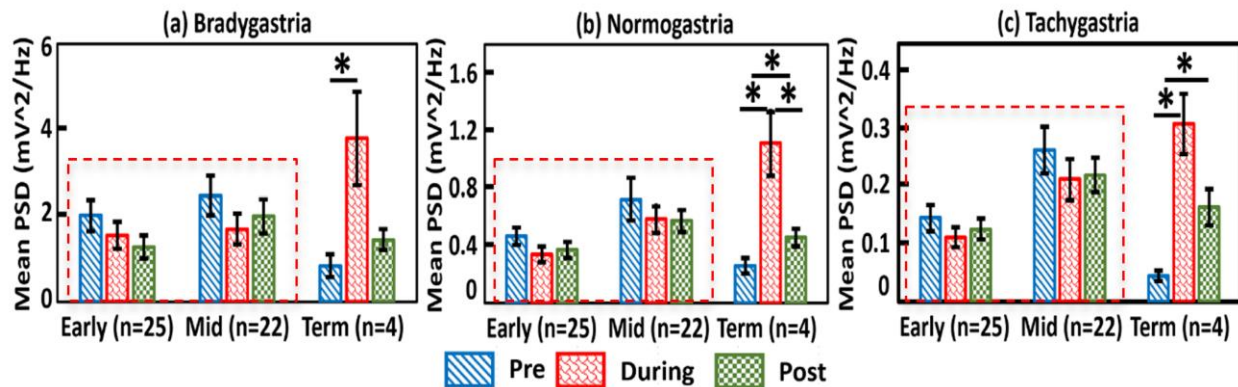 (a) Bradygastria
Mean PSD (mV^2/Hz)
6
4
2
0
*
Early (n=25) Mid (n=22) Term (n=4)
(b) Normogastria
Mean PSD (mV^2/Hz)
1.6
1.2
0.8
0.4
0
*
* *
Early (n=25) Mid (n=22) Term (n=4)
(c) Tachygastria
Mean PSD (mV^2/Hz)
0.4
0.3
0.2
0.1
0
*
*
Early (n=25) Mid (n=22) Term (n=4)
Pre During Post